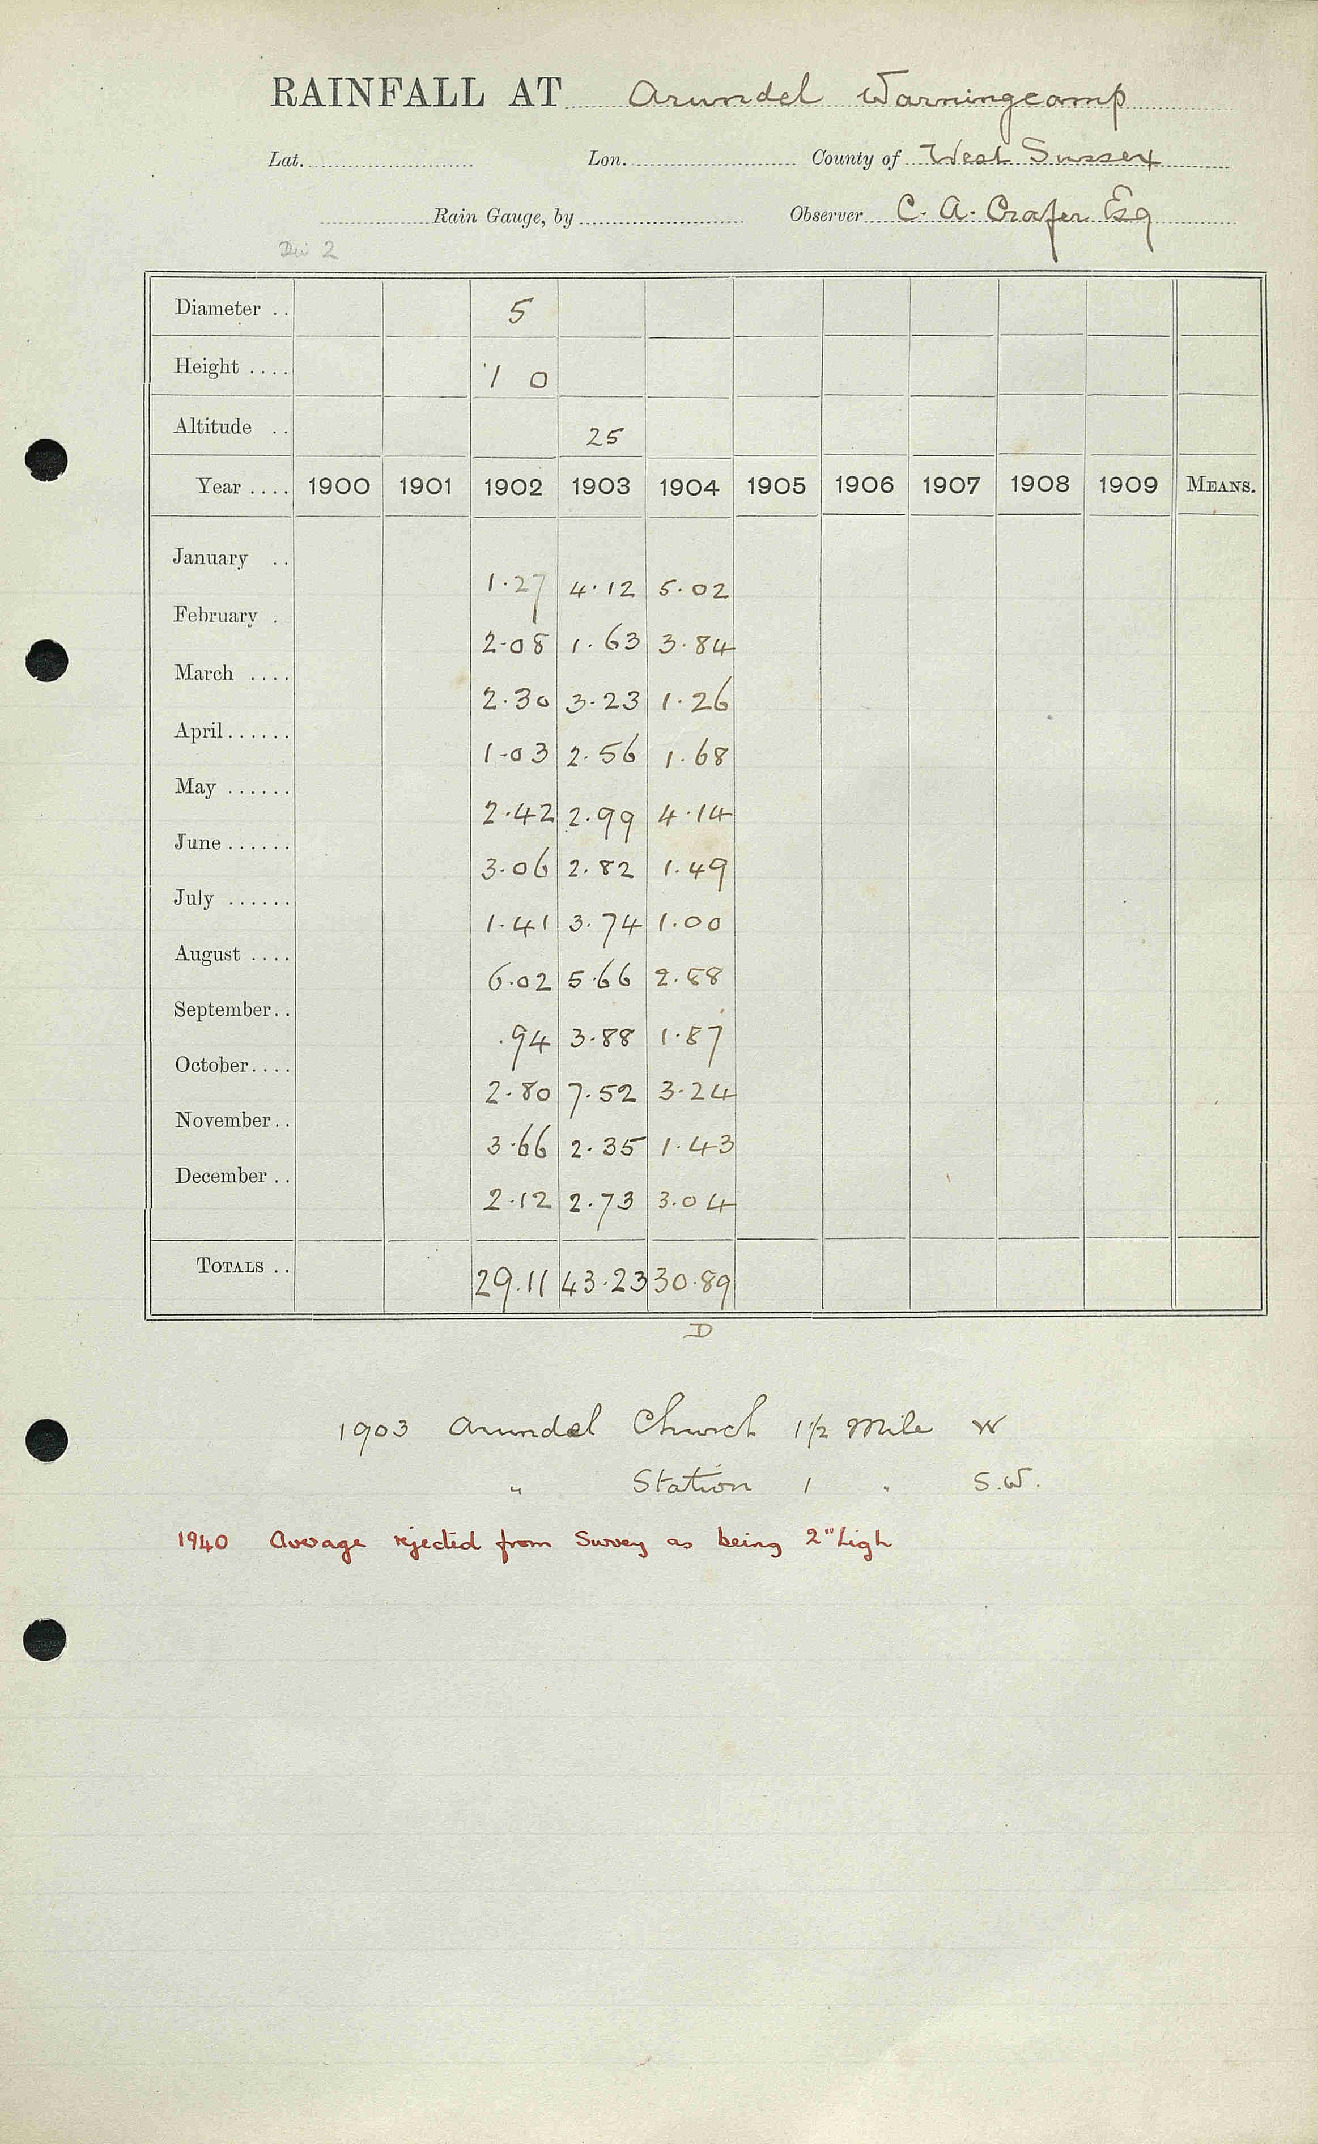 RAINFALL AT Arundel Warningcamp
Lat. Lon. County of West Sussex
Rain Gauge, by Observer C. A. Crafer Esq
Div 2
Diameter .. 5
Height .... 1 0
Altitude .. 25
Year .... 1900 1901 1902 1903 1904 1905 1906 1907 1908 1909 MEANS.
January .. 1.27 4.12 5.02
February . 2.08 1.63 3.84
March .... 2.30 3.23 1.26
April...... 1.03 2.56 1.68
May ...... 2.42 2.99 4.14
June ...... 3.06 2.82 1.49
July ...... 1.41 3.74 1.00
August .... 6.02 5.66 2.88
September.. .94 3.88 1.87
October.... 2.80 7.52 3.24
November.. 3.66 2.35 1.43
December .. 2.12 2.73 3.04
TOTALS .. 29.11 43.23 30.89
D
1903 Arundel Church 1 1/2 mile W
" Station 1 " S.W.
1940 Average rejected from Survey as being 2" high